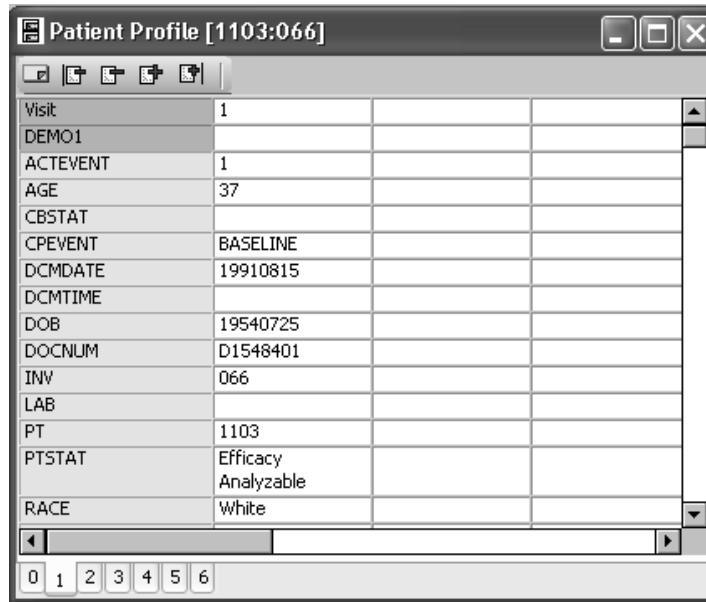 Patient Profile [1103:066]
Visit 1
DEMO1
ACTEVENT 1
AGE 37
CBSTAT
CPEVENT BASELINE
DCMDATE 19910815
DCMTIME
DOB 19540725
DOCNUM D1548401
INV 066
LAB
PT 1103
PTSTAT Efficacy
Analyzable
RACE White
0 1 2 3 4 5 6